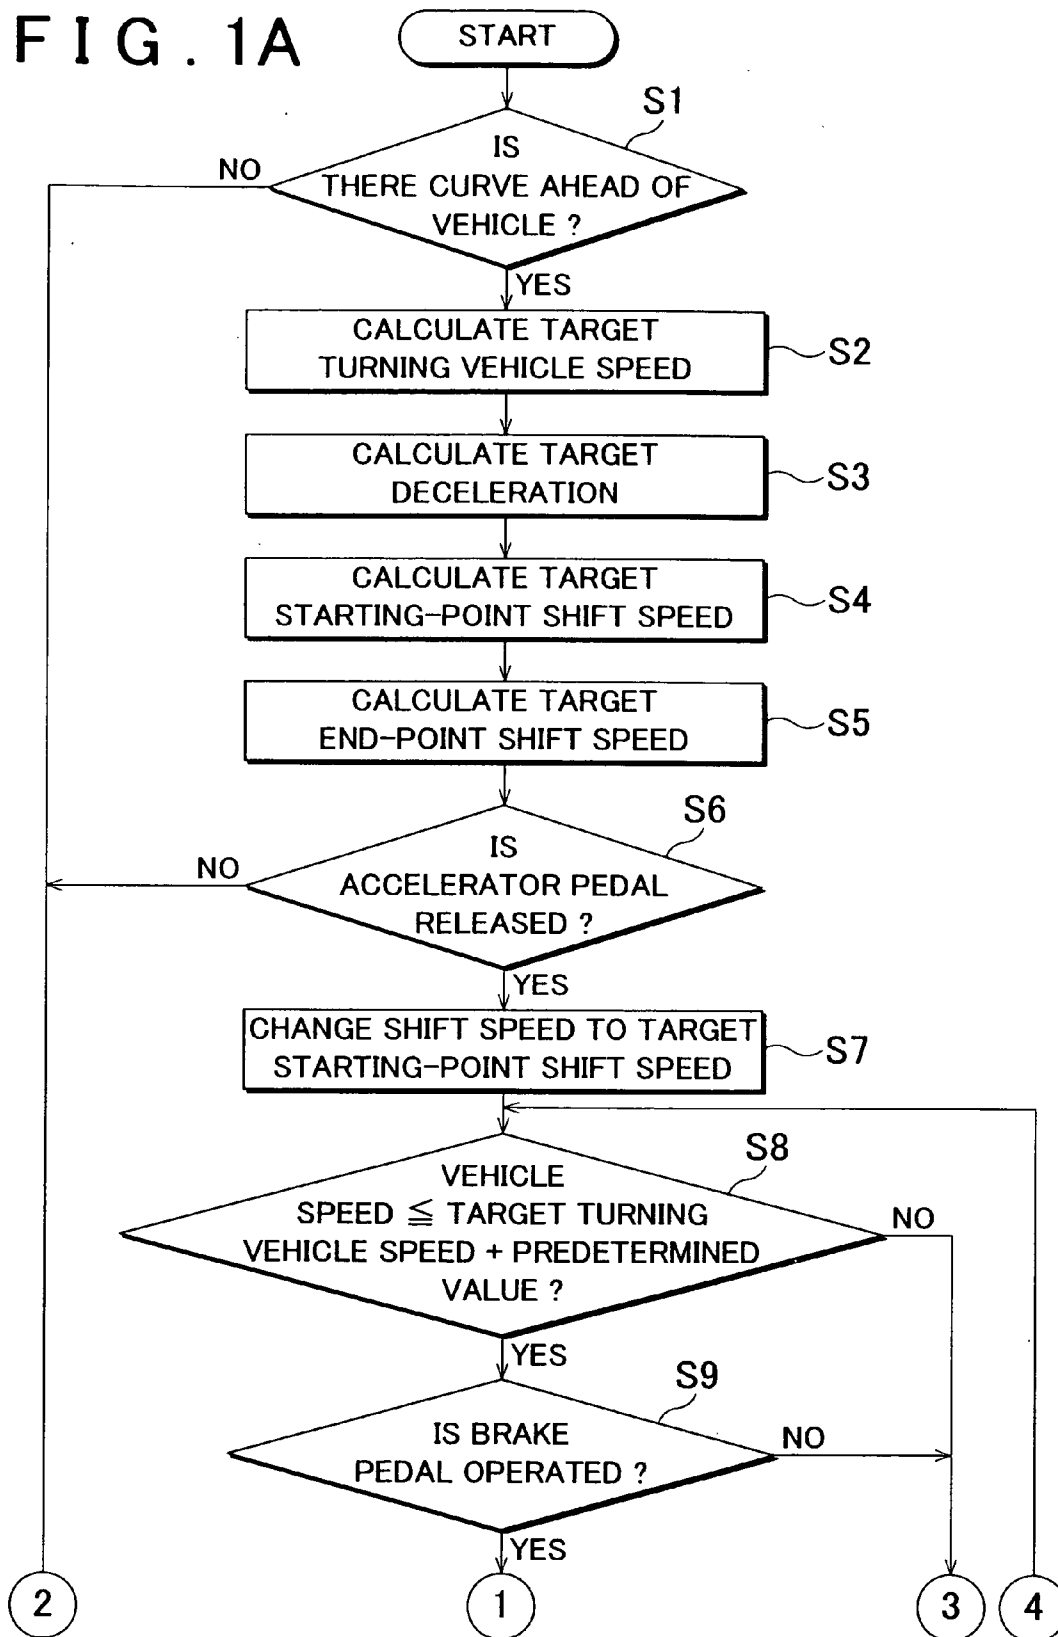 FIG. 1A
START
S1
IS
THERE CURVE AHEAD OF
VEHICLE ?
NO
YES
CALCULATE TARGET
TURNING VEHICLE SPEED
S2
CALCULATE TARGET
DECELERATION
S3
CALCULATE TARGET
STARTING-POINT SHIFT SPEED
S4
CALCULATE TARGET
END-POINT SHIFT SPEED
S5
S6
IS
ACCELERATOR PEDAL
RELEASED ?
NO
YES
CHANGE SHIFT SPEED TO TARGET
STARTING-POINT SHIFT SPEED
S7
S8
VEHICLE
SPEED ≦ TARGET TURNING
VEHICLE SPEED + PREDETERMINED
VALUE ?
NO
YES
S9
IS BRAKE
PEDAL OPERATED ?
NO
YES
2
1
3
4